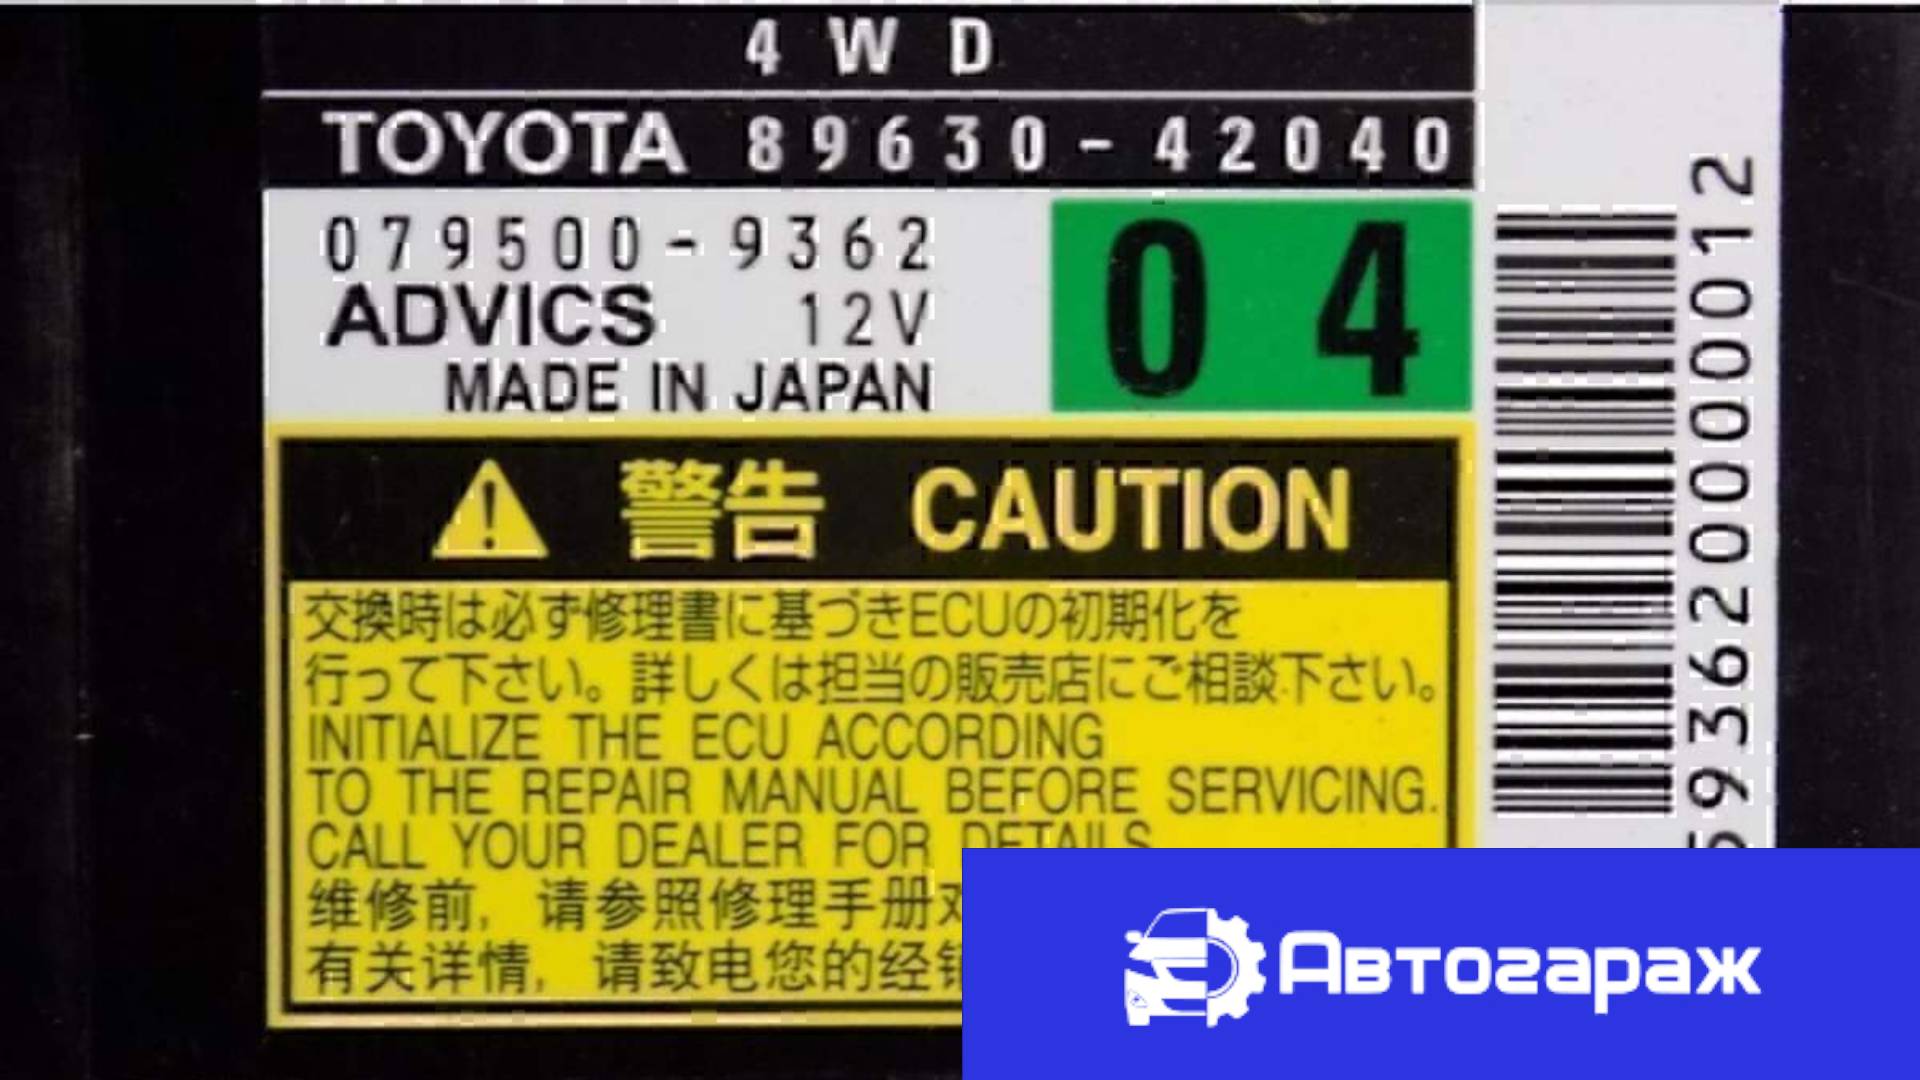 4WD
TOYOTA 89630-42040
079500-9362
ADVICS 12V
MADE IN JAPAN
04
警告 CAUTION
交換時は必ず修理書に基づきECUの初期化を
行って下さい。詳しくは担当の販売店にご相談下さい。
INITIALIZE THE ECU ACCORDING
TO THE REPAIR MANUAL BEFORE SERVICING.
CALL YOUR DEALER FOR DETAILS
维修前, 请参照修理手册
有关详情, 请致电您的经
5936200000012
Автогараж